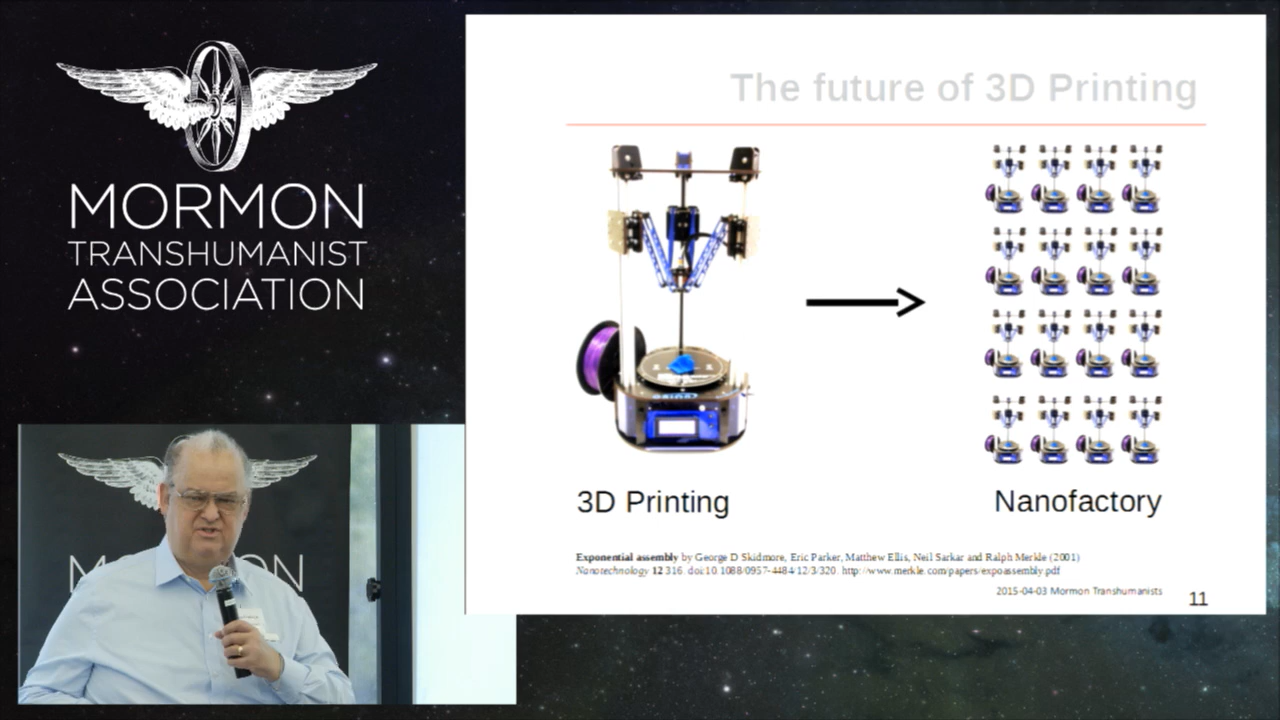 MORMON
TRANSHUMANIST
ASSOCIATION
The future of 3D Printing
3D Printing
Nanofactory
Exponential assembly by George D Skidmore, Eric Parker, Matthew Ellis, Neil Sarkar and Ralph Merkle (2001)
Nanotechnology 12 316. doi:10.1088/0957-4484/12/3/320. http://www.merkle.com/papers/expoassembly.pdf
2015-04-03 Mormon Transhumanists
11